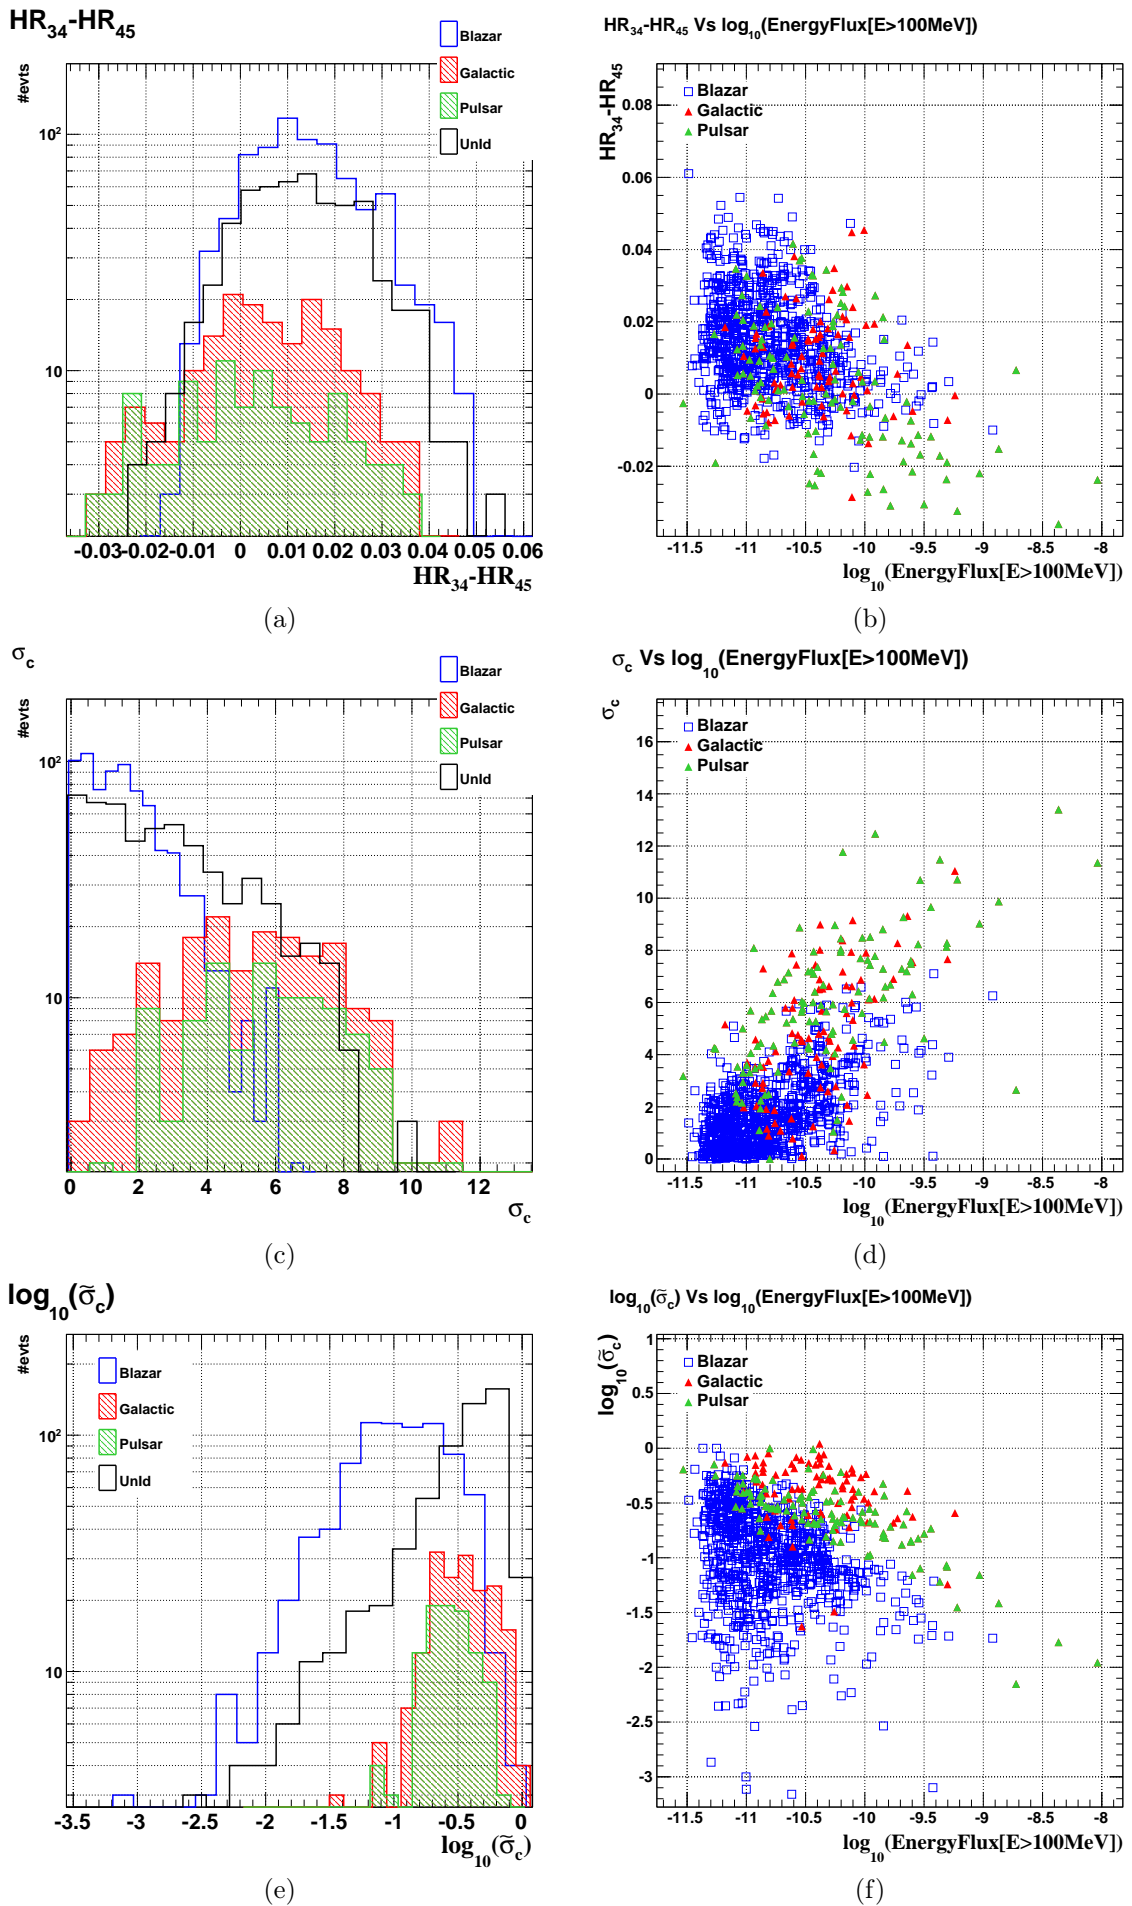 HR34-HR45
Blazar
Galactic
Pulsar
UnId
#evts
10²
10
-0.03 -0.02 -0.01 0 0.01 0.02 0.03 0.04 0.05 0.06
HR34-HR45
(a)
HR34-HR45 Vs log10(EnergyFlux[E>100MeV])
HR34-HR45
Blazar
Galactic
Pulsar
0.08
0.06
0.04
0.02
0
-0.02
-11.5 -11 -10.5 -10 -9.5 -9 -8.5 -8
log10(EnergyFlux[E>100MeV])
(b)
σc
Blazar
Galactic
Pulsar
UnId
#evts
10²
10
0 2 4 6 8 10 12
σc
(c)
σc Vs log10(EnergyFlux[E>100MeV])
σc
Blazar
Galactic
Pulsar
16
14
12
10
8
6
4
2
0
-11.5 -11 -10.5 -10 -9.5 -9 -8.5 -8
log10(EnergyFlux[E>100MeV])
(d)
log10(σ̃c)
#evts
Blazar
Galactic
Pulsar
UnId
10²
10
-3.5 -3 -2.5 -2 -1.5 -1 -0.5 0
log10(σ̃c)
(e)
log10(σ̃c) Vs log10(EnergyFlux[E>100MeV])
log10(σ̃c)
Blazar
Galactic
Pulsar
1
0.5
0
-0.5
-1
-1.5
-2
-2.5
-3
-11.5 -11 -10.5 -10 -9.5 -9 -8.5 -8
log10(EnergyFlux[E>100MeV])
(f)